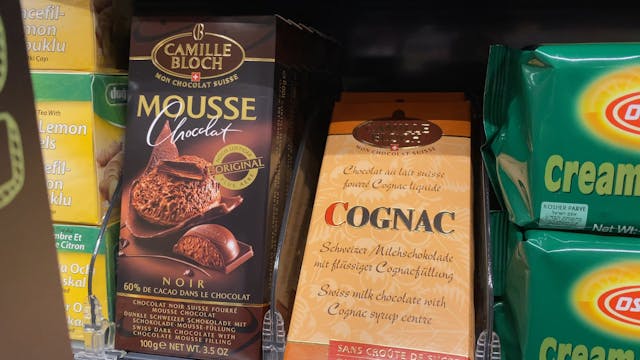 Lemon
els
CAMILLE
BLOCH
MON CHOCOLAT SUISSE
MOUSSE
Chocolat
ORIGINAL
NOIR
60% DE CACAO DANS LE CHOCOLAT
CHOCOLAT NOIR SUISSE FOURRÉ
MOUSSE CHOCOLAT
DUNKLE SCHWEIZER SCHOKOLADE MIT
SCHOKOLADE-MOUSSE-FÜLLUNG
SWISS DARK CHOCOLATE WITH
CHOCOLATE MOUSSE FILLING
100g e NET WT. 3.5 OZ
MON CHOCOLAT SUISSE
Chocolat au lait suisse
fourré Cognac liquide
COGNAC
Schweizer Milchschokolade
mit flüssiger Cognacfüllung
Swiss milk chocolate with
Cognac syrup centre
SANS CROÛTE DE SUCRE
OS
Cream
KOSHER PARVE
Net Wt
OS